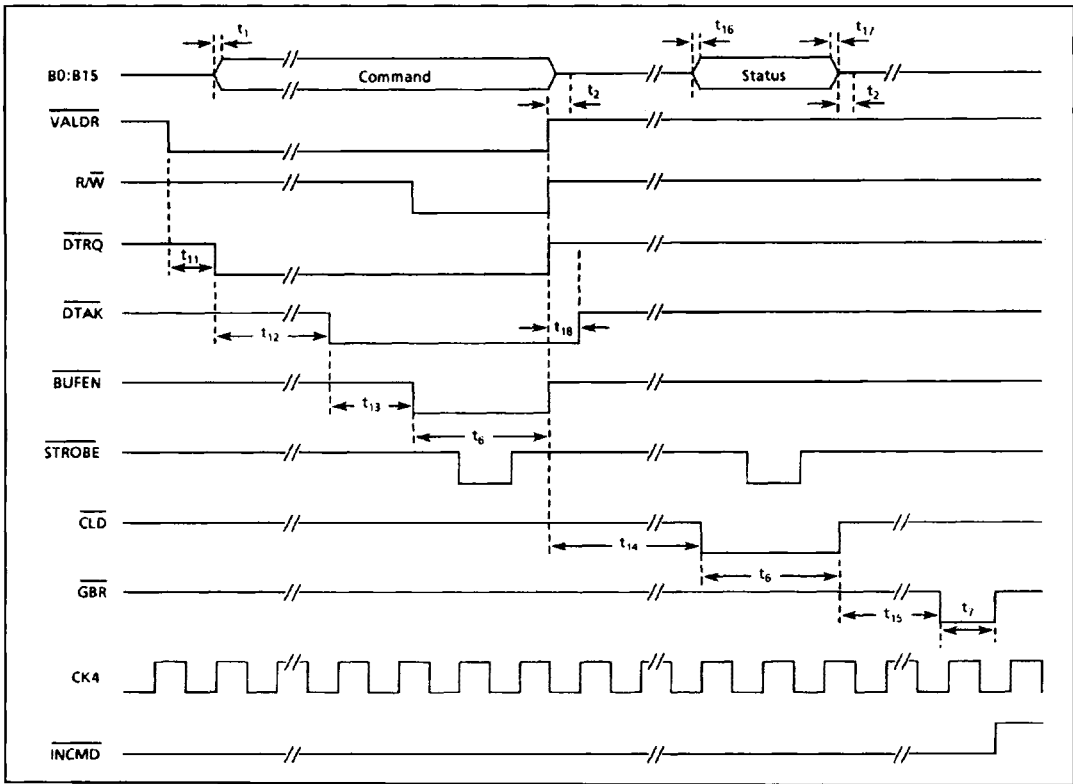 t1 t16 t17
B0:B15 Command Status
t2 t2
VALDR
R/W
DTRQ
t11
DTAK
t12 t18
BUFEN
t13
t6
STROBE
CLD
t14
t6
GBR
t15 t7
CK4
INCMD